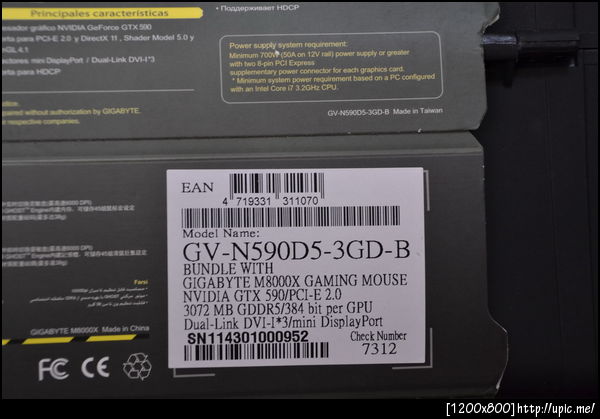 Principales características
• Поддерживает HDCP
esador gráfico NVIDIA GeForce GTX 590
rta para PCI-E 2.0 y DirectX 11 , Shader Model 5.0 y
nGL 4.1
ectores mini DisplayPort / Dual-Link DVI-I*3
rta para HDCP
Power supply system requirement:
Minimum 700W (50A on 12V rail) power supply or greater
with two 8-pin PCI Express
supplementary power connector for each graphics card.
* Minimum system power requirement based on a PC configured
with an Intel Core i7 3.2GHz CPU.
paired without authorization by GIGABYTE.
r respective companies.
GV-N590D5-3GD-B Made in Taiwan
EAN
4 719331 311070
Model Name:
GV-N590D5-3GD-B
BUNDLE WITH
GIGABYTE M8000X GAMING MOUSE
NVIDIA GTX 590/PCI-E 2.0
3072 MB GDDR5/384 bit per GPU
Dual-Link DVI-I*3/mini DisplayPort
SN114301000952
Check Number
7312
Farsi
GIGABYTE M8000X Made in China
FC CE
[1200x800]http://upic.me/